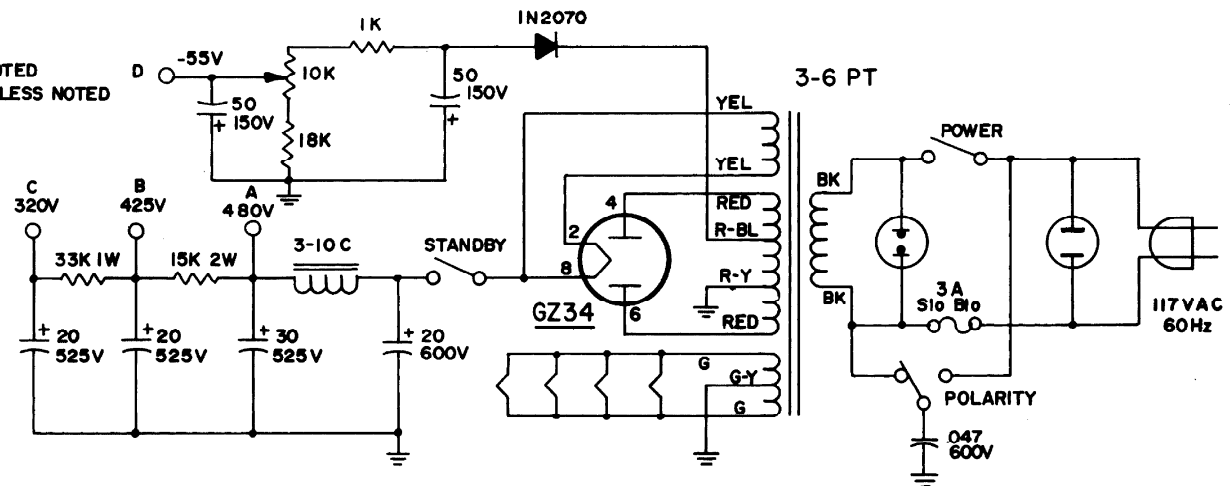 OTED
LESS NOTED
D
-55V
1K
1N2070
10K
50
150V
50
150V
18K
3-6 PT
YEL
YEL
POWER
BK
RED
R-BL
R-Y
RED
BK
3A
Slo Blo
117VAC
60Hz
C
320V
B
425V
A
480V
33K 1W
15K 2W
3-10 C
STANDBY
4
2
8
6
GZ34
+ 20
525V
+ 20
525V
+ 30
525V
+ 20
600V
G
G-Y
G
POLARITY
.047
600V
+
+